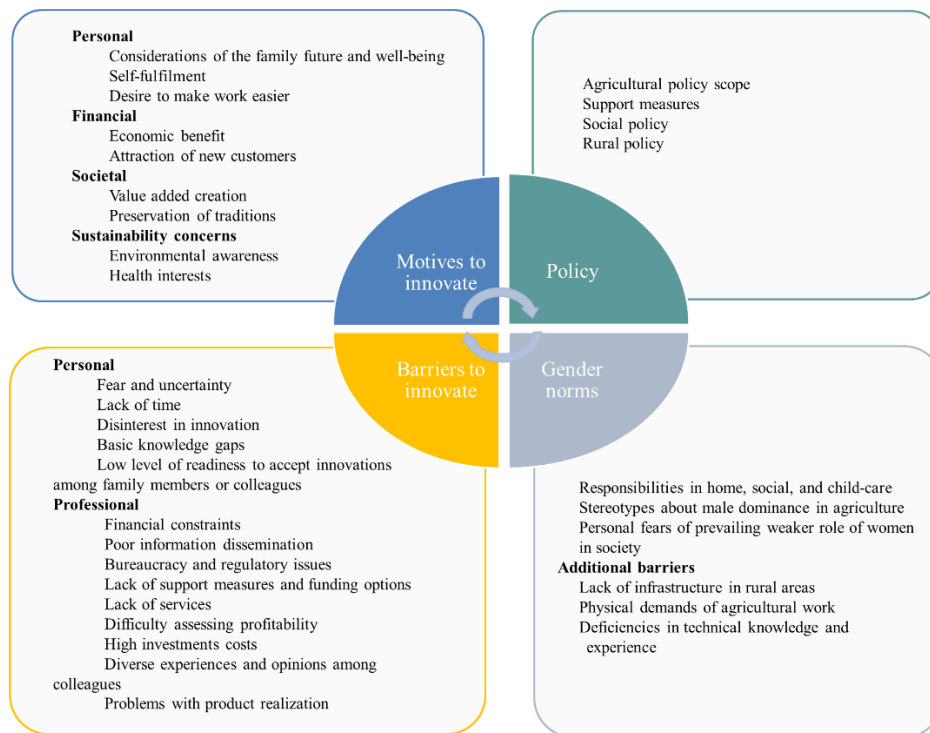 Personal
Considerations of the family future and well-being
Self-fulfilment
Desire to make work easier
Financial
Economic benefit
Attraction of new customers
Societal
Value added creation
Preservation of traditions
Sustainability concerns
Environmental awareness
Health interests
Agricultural policy scope
Support measures
Social policy
Rural policy
Motives to
innovate
Policy
Barriers to
innovate
Gender
norms
Personal
Fear and uncertainty
Lack of time
Disinterest in innovation
Basic knowledge gaps
Low level of readiness to accept innovations
among family members or colleagues
Professional
Financial constraints
Poor information dissemination
Bureaucracy and regulatory issues
Lack of support measures and funding options
Lack of services
Difficulty assessing profitability
High investments costs
Diverse experiences and opinions among
colleagues
Problems with product realization
Responsibilities in home, social, and child-care
Stereotypes about male dominance in agriculture
Personal fears of prevailing weaker role of women
in society
Additional barriers
Lack of infrastructure in rural areas
Physical demands of agricultural work
Deficiencies in technical knowledge and
experience